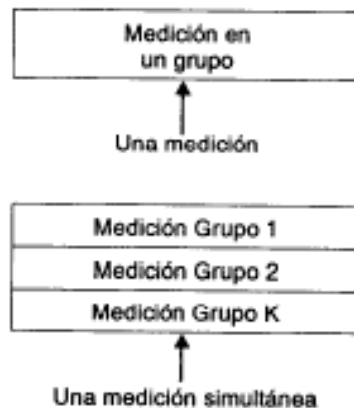 Medición en
un grupo
Una medición
Medición Grupo 1
Medición Grupo 2
Medición Grupo K
Una medición simultánea